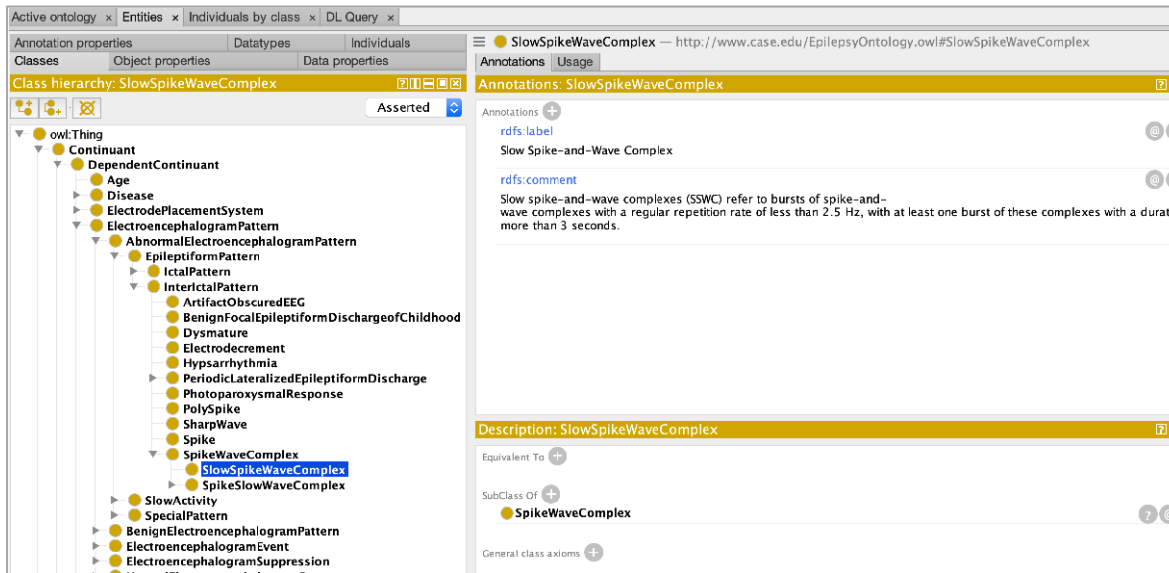 Active ontology × Entities × Individuals by class × DL Query ×
Annotation properties Datatypes Individuals
Classes Object properties Data properties
Class hierarchy: SlowSpikeWaveComplex
Asserted
owl:Thing
Continuant
DependentContinuant
Age
Disease
ElectrodePlacementSystem
ElectroencephalogramPattern
AbnormalElectroencephalogramPattern
EpileptiformPattern
IctalPattern
InterIctalPattern
ArtifactObscuredEEG
BenignFocalEpileptiformDischargeofChildhood
Dysmature
Electrodecrement
Hypsarrhythmia
PeriodicLateralizedEpileptiformDischarge
PhotoparoxysmalResponse
PolySpike
SharpWave
Spike
SpikeWaveComplex
SlowSpikeWaveComplex
SpikeSlowWaveComplex
SlowActivity
SpecialPattern
BenignElectroencephalogramPattern
ElectroencephalogramEvent
ElectroencephalogramSuppression
SlowSpikeWaveComplex — http://www.case.edu/EpilepsyOntology.owl#SlowSpikeWaveComplex
Annotations Usage
Annotations: SlowSpikeWaveComplex
Annotations
rdfs:label
Slow Spike-and-Wave Complex
rdfs:comment
Slow spike-and-wave complexes (SSWC) refer to bursts of spike-and-
wave complexes with a regular repetition rate of less than 2.5 Hz, with at least one burst of these complexes with a durat
more than 3 seconds.
Description: SlowSpikeWaveComplex
Equivalent To
SubClass Of
SpikeWaveComplex
General class axioms